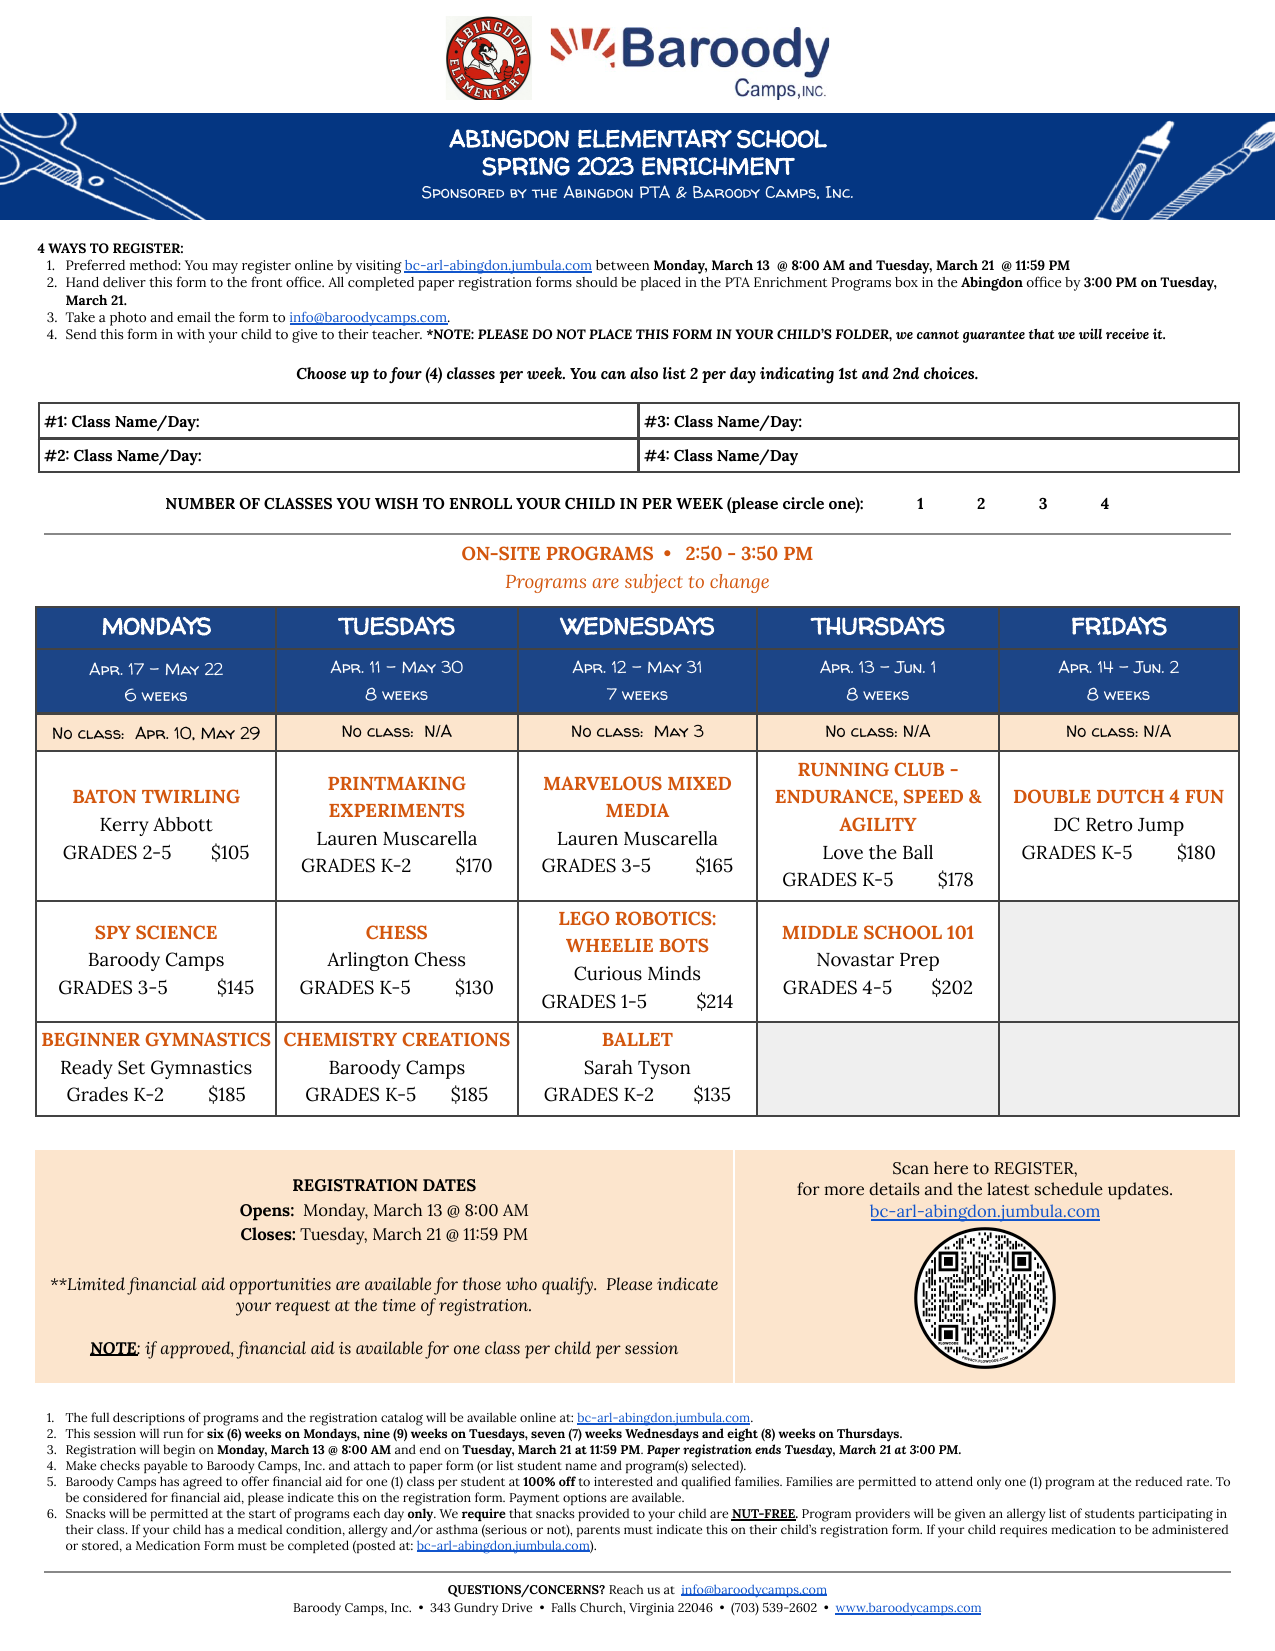 ABINGDON
ELEMENTARY
Baroody
Camps, INC.
ABINGDON ELEMENTARY SCHOOL
SPRING 2023 ENRICHMENT
Sponsored by the Abingdon PTA & Baroody Camps, Inc.
4 WAYS TO REGISTER:
1. Preferred method: You may register online by visiting bc-arl-abingdon.jumbula.com between Monday, March 13 @ 8:00 AM and Tuesday, March 21 @ 11:59 PM
2. Hand deliver this form to the front office. All completed paper registration forms should be placed in the PTA Enrichment Programs box in the Abingdon office by 3:00 PM on Tuesday,
March 21.
3. Take a photo and email the form to info@baroodycamps.com.
4. Send this form in with your child to give to their teacher. *NOTE: PLEASE DO NOT PLACE THIS FORM IN YOUR CHILD'S FOLDER, we cannot guarantee that we will receive it.
Choose up to four (4) classes per week. You can also list 2 per day indicating 1st and 2nd choices.
#1: Class Name/Day: #3: Class Name/Day:
#2: Class Name/Day: #4: Class Name/Day
NUMBER OF CLASSES YOU WISH TO ENROLL YOUR CHILD IN PER WEEK (please circle one): 1 2 3 4
ON-SITE PROGRAMS • 2:50 - 3:50 PM
Programs are subject to change
MONDAYS TUESDAYS WEDNESDAYS THURSDAYS FRIDAYS
Apr. 17 - May 22 Apr. 11 - May 30 Apr. 12 - May 31 Apr. 13 - Jun. 1 Apr. 14 - Jun. 2
6 weeks 8 weeks 7 weeks 8 weeks 8 weeks
No class: Apr. 10, May 29 No class: N/A No class: May 3 No class: N/A No class: N/A
BATON TWIRLING
Kerry Abbott
GRADES 2-5 $105
PRINTMAKING
EXPERIMENTS
Lauren Muscarella
GRADES K-2 $170
MARVELOUS MIXED
MEDIA
Lauren Muscarella
GRADES 3-5 $165
RUNNING CLUB -
ENDURANCE, SPEED &
AGILITY
Love the Ball
GRADES K-5 $178
DOUBLE DUTCH 4 FUN
DC Retro Jump
GRADES K-5 $180
SPY SCIENCE
Baroody Camps
GRADES 3-5 $145
CHESS
Arlington Chess
GRADES K-5 $130
LEGO ROBOTICS:
WHEELIE BOTS
Curious Minds
GRADES 1-5 $214
MIDDLE SCHOOL 101
Novastar Prep
GRADES 4-5 $202
BEGINNER GYMNASTICS
Ready Set Gymnastics
Grades K-2 $185
CHEMISTRY CREATIONS
Baroody Camps
GRADES K-5 $185
BALLET
Sarah Tyson
GRADES K-2 $135
REGISTRATION DATES
Opens: Monday, March 13 @ 8:00 AM
Closes: Tuesday, March 21 @ 11:59 PM
**Limited financial aid opportunities are available for those who qualify. Please indicate
your request at the time of registration.
NOTE: if approved, financial aid is available for one class per child per session
Scan here to REGISTER,
for more details and the latest schedule updates.
bc-arl-abingdon.jumbula.com
1. The full descriptions of programs and the registration catalog will be available online at: bc-arl-abingdon.jumbula.com.
2. This session will run for six (6) weeks on Mondays, nine (9) weeks on Tuesdays, seven (7) weeks Wednesdays and eight (8) weeks on Thursdays.
3. Registration will begin on Monday, March 13 @ 8:00 AM and end on Tuesday, March 21 at 11:59 PM. Paper registration ends Tuesday, March 21 at 3:00 PM.
4. Make checks payable to Baroody Camps, Inc. and attach to paper form (or list student name and program(s) selected).
5. Baroody Camps has agreed to offer financial aid for one (1) class per student at 100% off to interested and qualified families. Families are permitted to attend only one (1) program at the reduced rate. To
be considered for financial aid, please indicate this on the registration form. Payment options are available.
6. Snacks will be permitted at the start of programs each day only. We require that snacks provided to your child are NUT-FREE. Program providers will be given an allergy list of students participating in
their class. If your child has a medical condition, allergy and/or asthma (serious or not), parents must indicate this on their child's registration form. If your child requires medication to be administered
or stored, a Medication Form must be completed (posted at: bc-arl-abingdon.jumbula.com).
QUESTIONS/CONCERNS? Reach us at info@baroodycamps.com
Baroody Camps, Inc. • 343 Gundry Drive • Falls Church, Virginia 22046 • (703) 539-2602 • www.baroodycamps.com